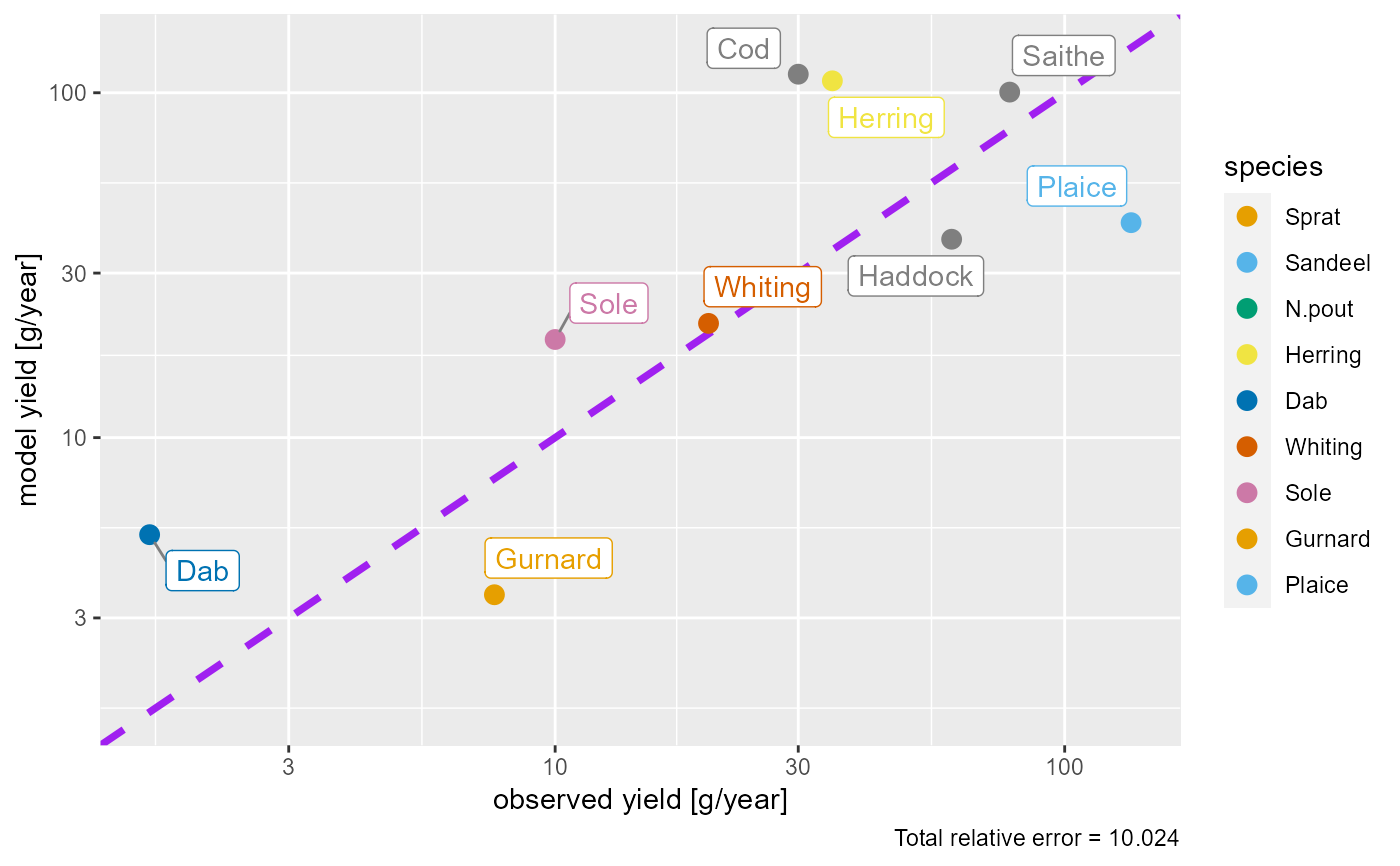 Cod
Saithe
Herring
Plaice
Haddock
Whiting
Sole
Gurnard
Dab
100
30
10
3
model yield [g/year]
3
10
30
100
observed yield [g/year]
Total relative error = 10.024
species
Sprat
Sandeel
N.pout
Herring
Dab
Whiting
Sole
Gurnard
Plaice